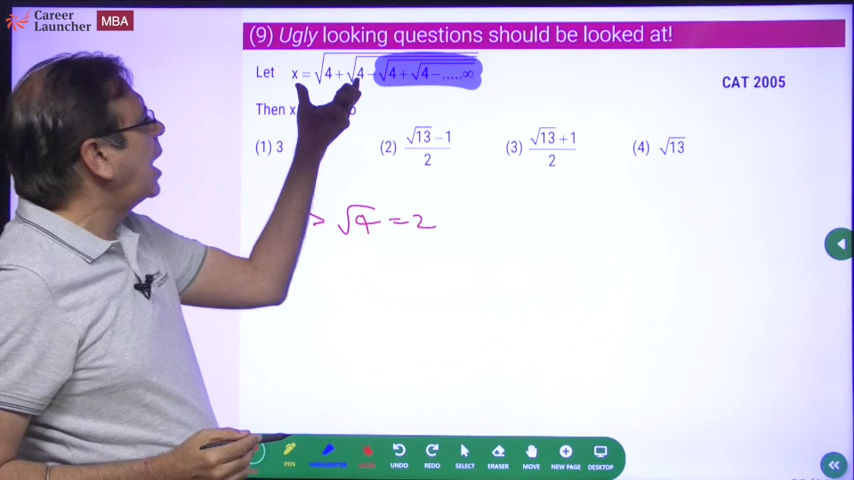 Career
Launcher MBA
(9) Ugly looking questions should be looked at!
Let x = √4 + √4 − √4 + √4 − .....∞
CAT 2005
Then x
(1) 3 (2) √13 − 1 / 2 (3) √13 + 1 / 2 (4) √13
> √4 = 2
PEN HIGHLIGHTER UNDO REDO SELECT ERASER MOVE NEW PAGE DESKTOP